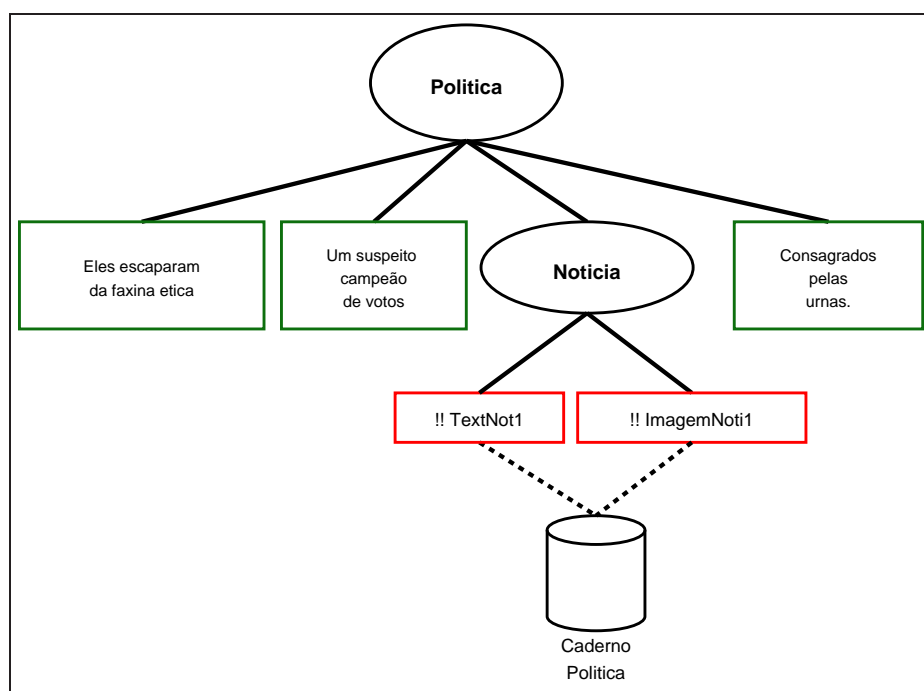 Politica
Eles escaparam
da faxina etica
Um suspeito
campeão
de votos
Noticia
Consagrados
pelas
urnas.
!! TextNot1
!! ImagemNoti1
Caderno
Politica